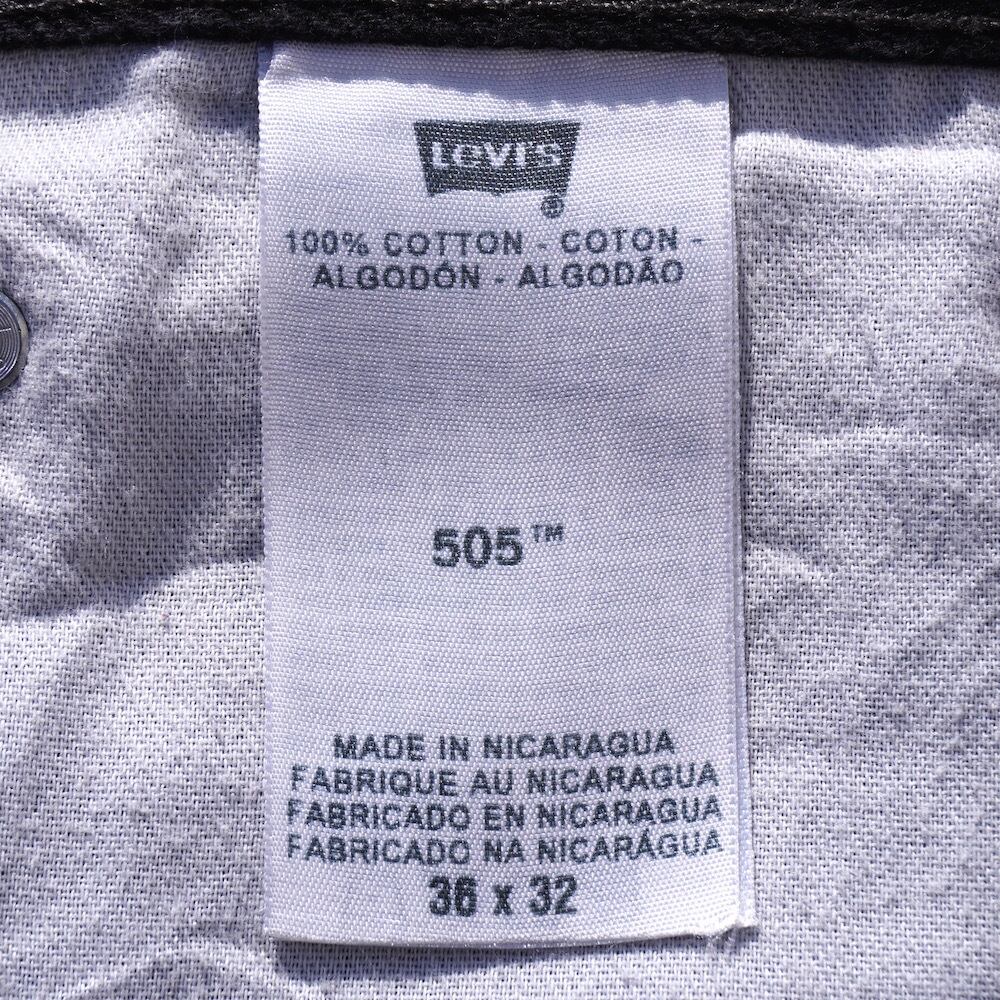 LEVI'S
®
100% COTTON - COTON -
ALGODÓN - ALGODÃO
505™
MADE IN NICARAGUA
FABRIQUE AU NICARAGUA
FABRICADO EN NICARAGUA
FABRICADO NA NICARÁGUA
36 x 32